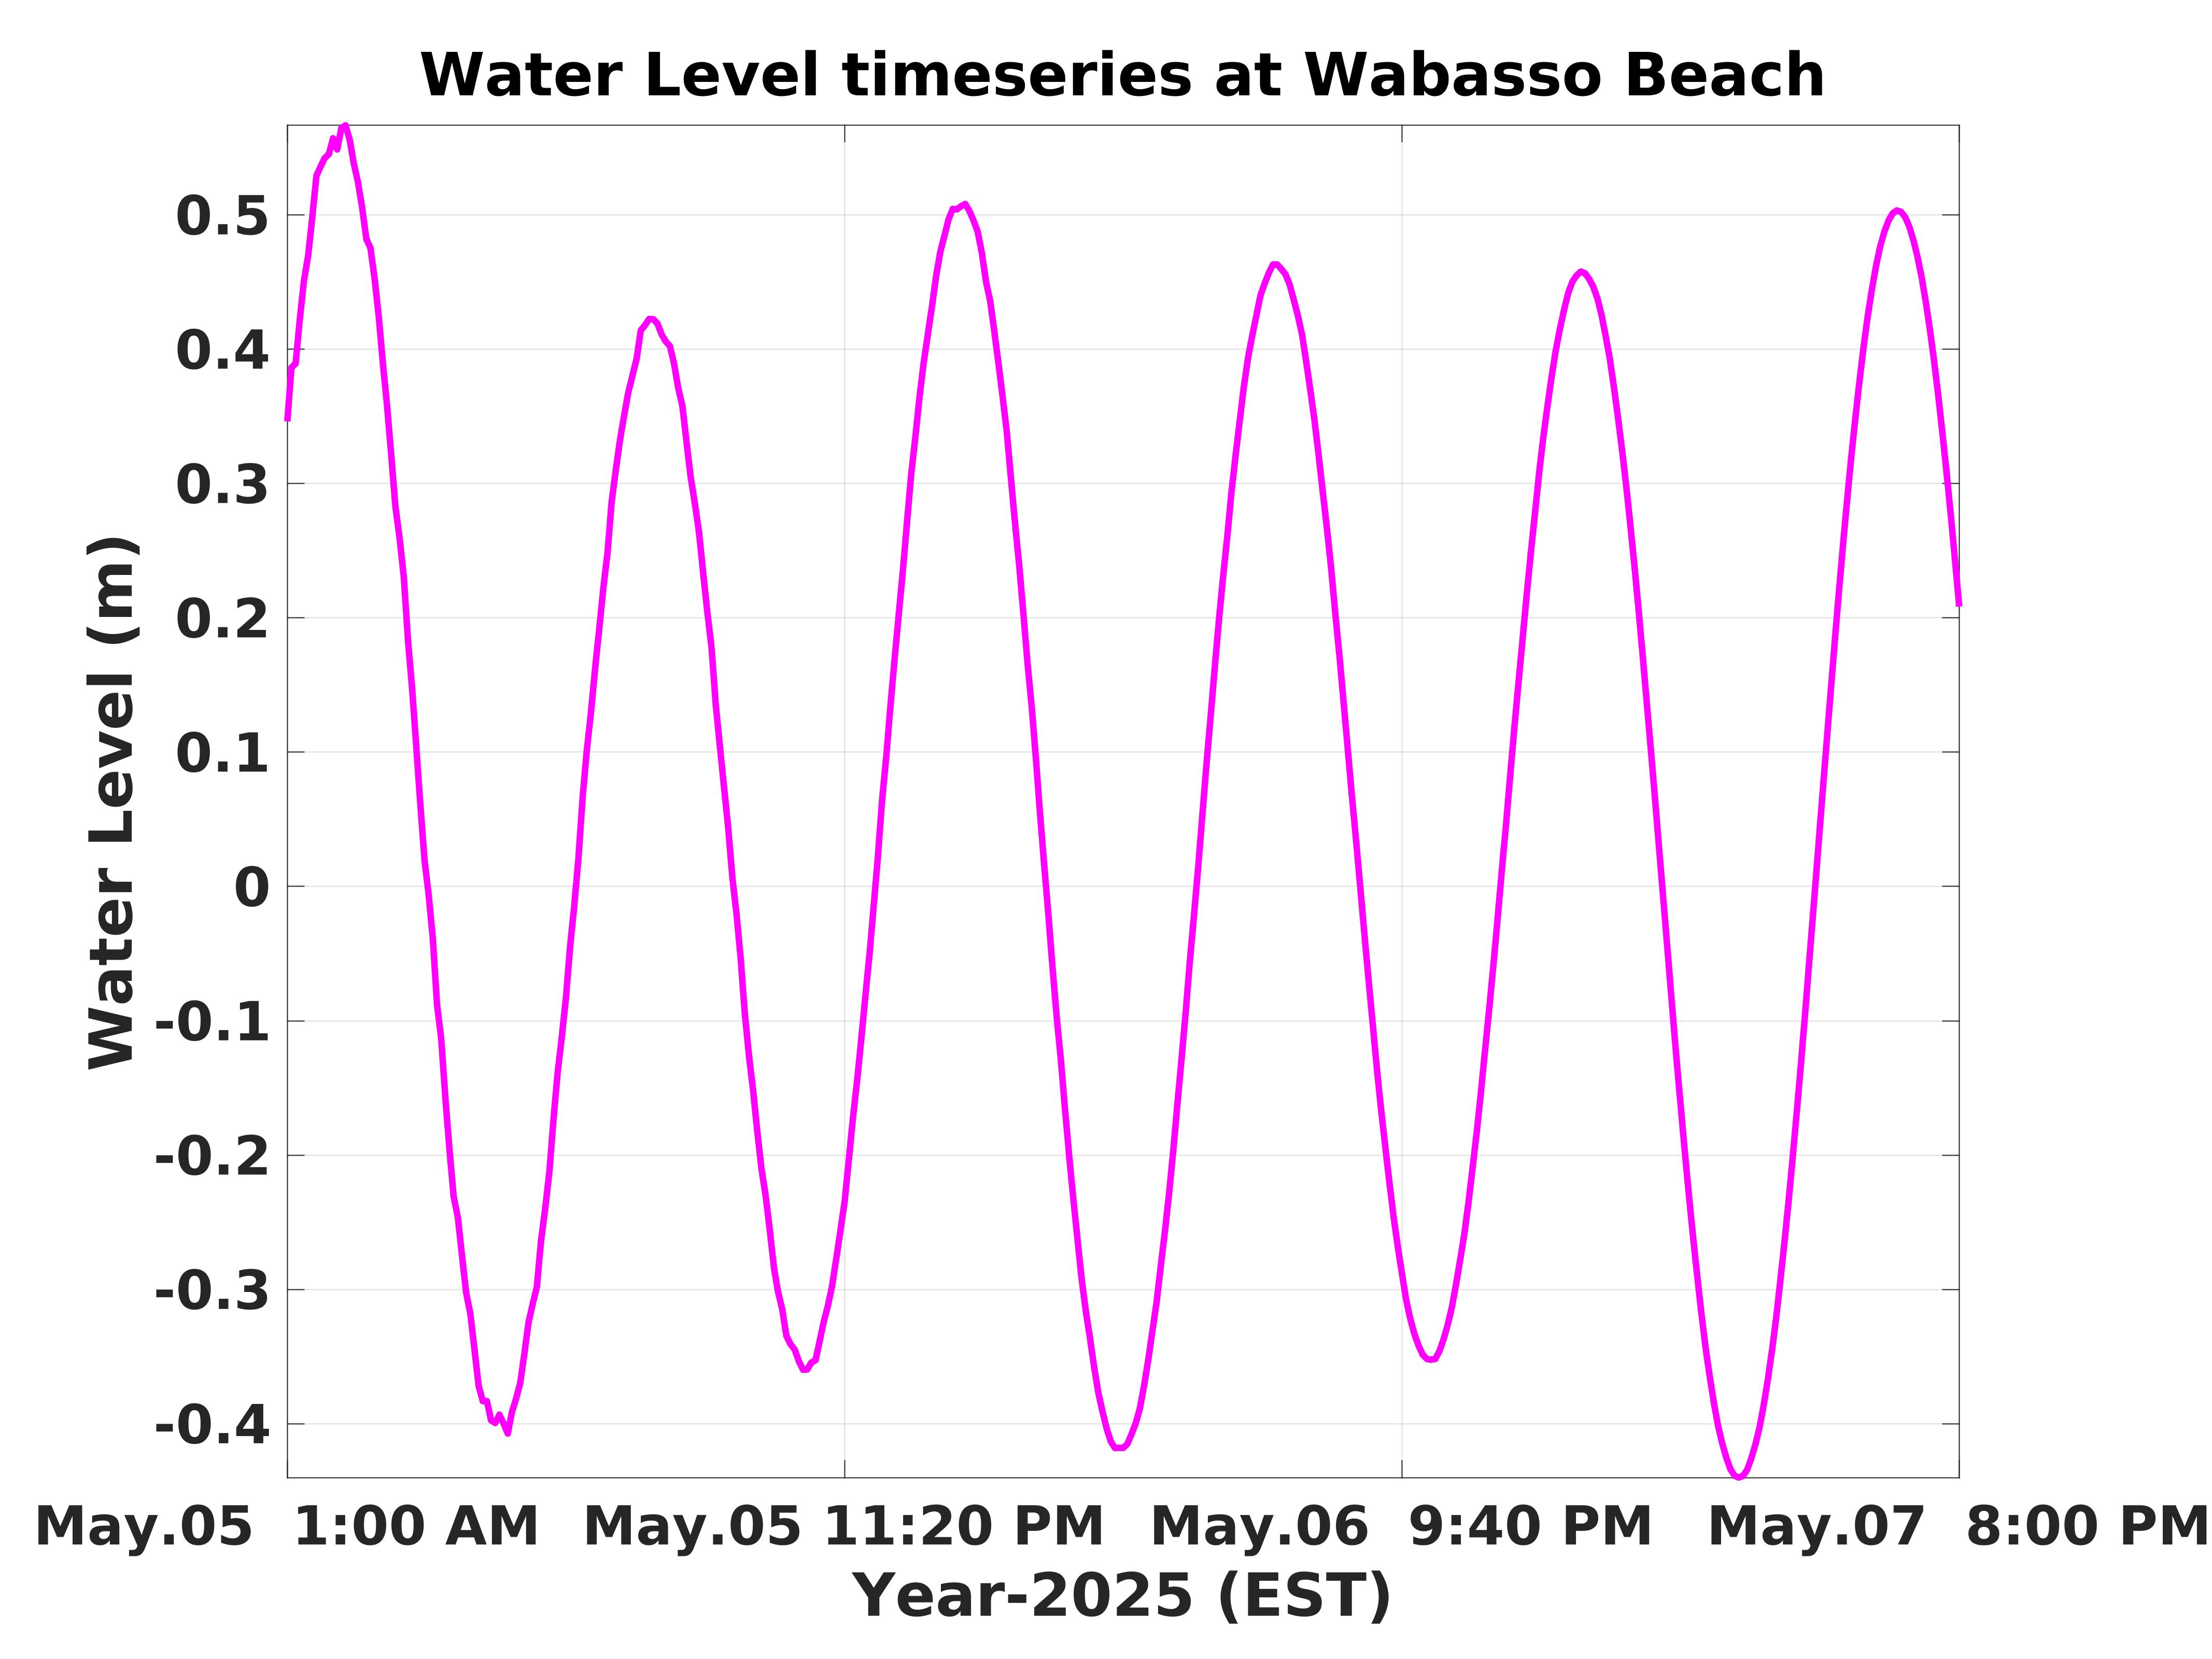 Water Level timeseries at Wabasso Beach
0.5
0.4
0.3
0.2
0.1
0
-0.1
-0.2
-0.3
-0.4
Water Level (m)
May.05 1:00 AM May.05 11:20 PM May.06 9:40 PM May.07 8:00 PM
Year-2025 (EST)